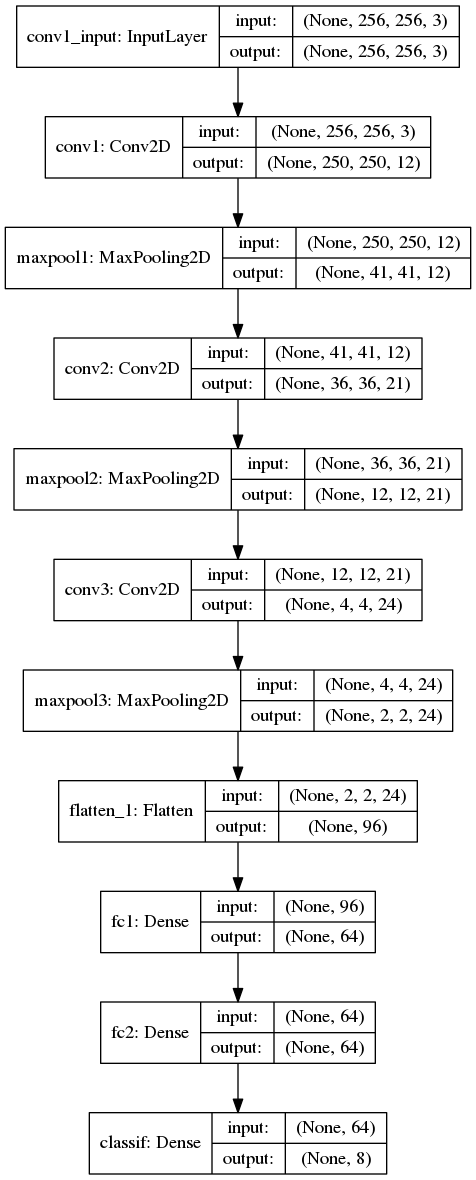 conv1_input: InputLayer
input: (None, 256, 256, 3)
output: (None, 256, 256, 3)
conv1: Conv2D
input: (None, 256, 256, 3)
output: (None, 250, 250, 12)
maxpool1: MaxPooling2D
input: (None, 250, 250, 12)
output: (None, 41, 41, 12)
conv2: Conv2D
input: (None, 41, 41, 12)
output: (None, 36, 36, 21)
maxpool2: MaxPooling2D
input: (None, 36, 36, 21)
output: (None, 12, 12, 21)
conv3: Conv2D
input: (None, 12, 12, 21)
output: (None, 4, 4, 24)
maxpool3: MaxPooling2D
input: (None, 4, 4, 24)
output: (None, 2, 2, 24)
flatten_1: Flatten
input: (None, 2, 2, 24)
output: (None, 96)
fc1: Dense
input: (None, 96)
output: (None, 64)
fc2: Dense
input: (None, 64)
output: (None, 64)
classif: Dense
input: (None, 64)
output: (None, 8)